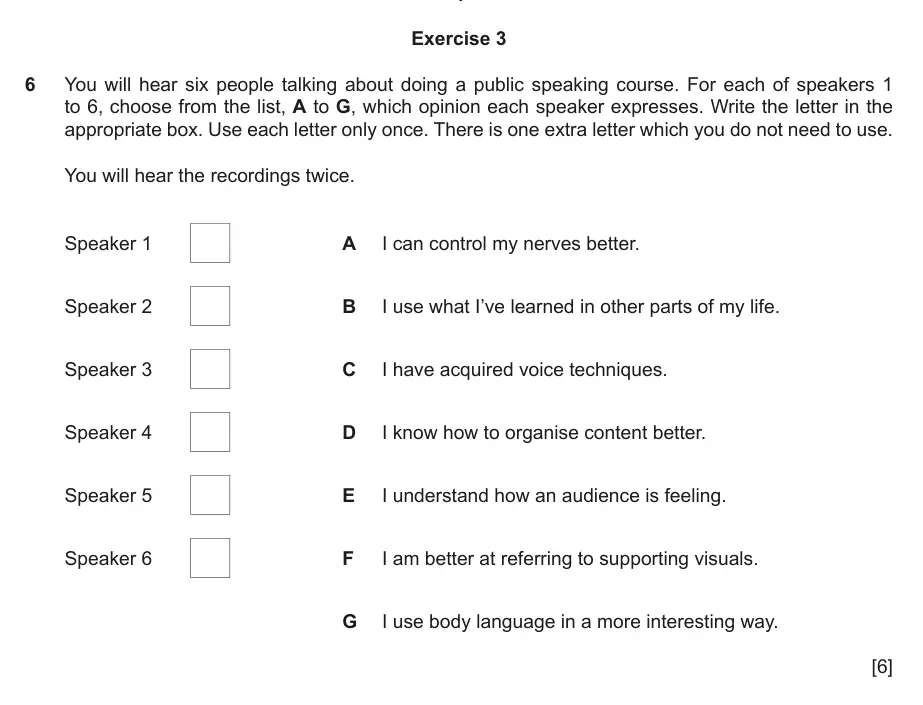 Exercise 3
6 You will hear six people talking about doing a public speaking course. For each of speakers 1
to 6, choose from the list, A to G, which opinion each speaker expresses. Write the letter in the
appropriate box. Use each letter only once. There is one extra letter which you do not need to use.
You will hear the recordings twice.
Speaker 1 A I can control my nerves better.
Speaker 2 B I use what I’ve learned in other parts of my life.
Speaker 3 C I have acquired voice techniques.
Speaker 4 D I know how to organise content better.
Speaker 5 E I understand how an audience is feeling.
Speaker 6 F I am better at referring to supporting visuals.
G I use body language in a more interesting way.
[6]